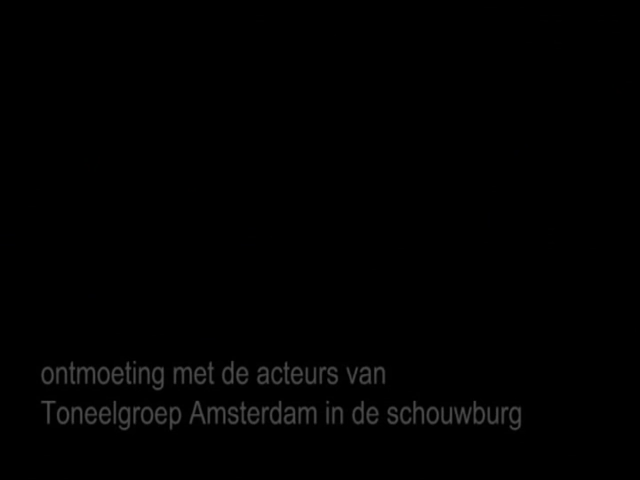 ontmoeting met de acteurs van
Toneelgroep Amsterdam in de schouwburg